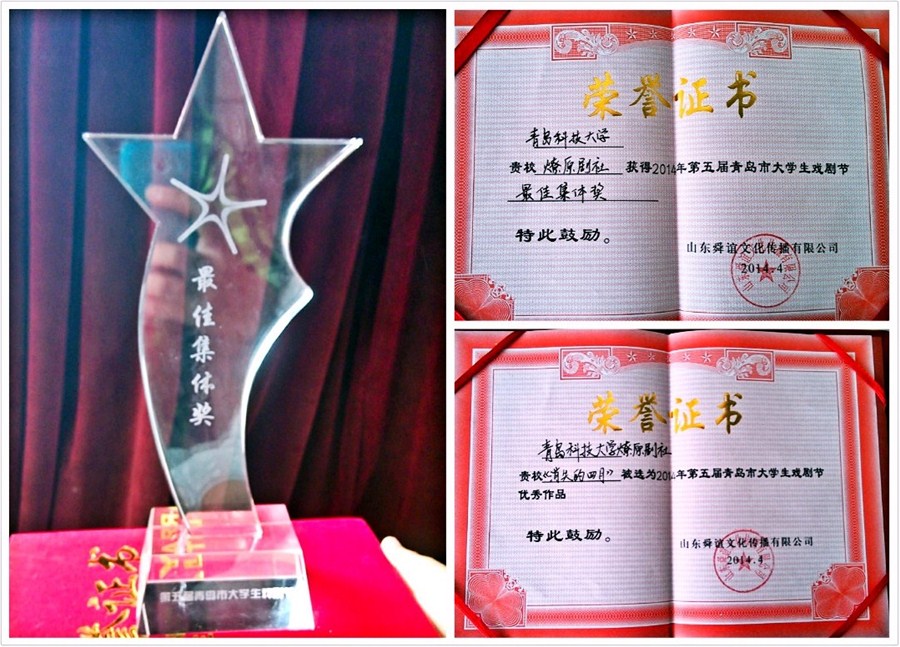 最佳集体奖
第五届青岛市大学生戏剧节
荣誉证书
青岛科技大学
贵校 燎原剧社 获得2014年第五届青岛市大学生戏剧节
最佳集体奖
特此鼓励。
山东舜谊文化传播有限公司
2014.4
荣誉证书
青岛科技大学燎原剧社
贵校《消失的四月》被选为2014年第五届青岛市大学生戏剧节
优秀作品
特此鼓励。
山东舜谊文化传播有限公司
2014.4